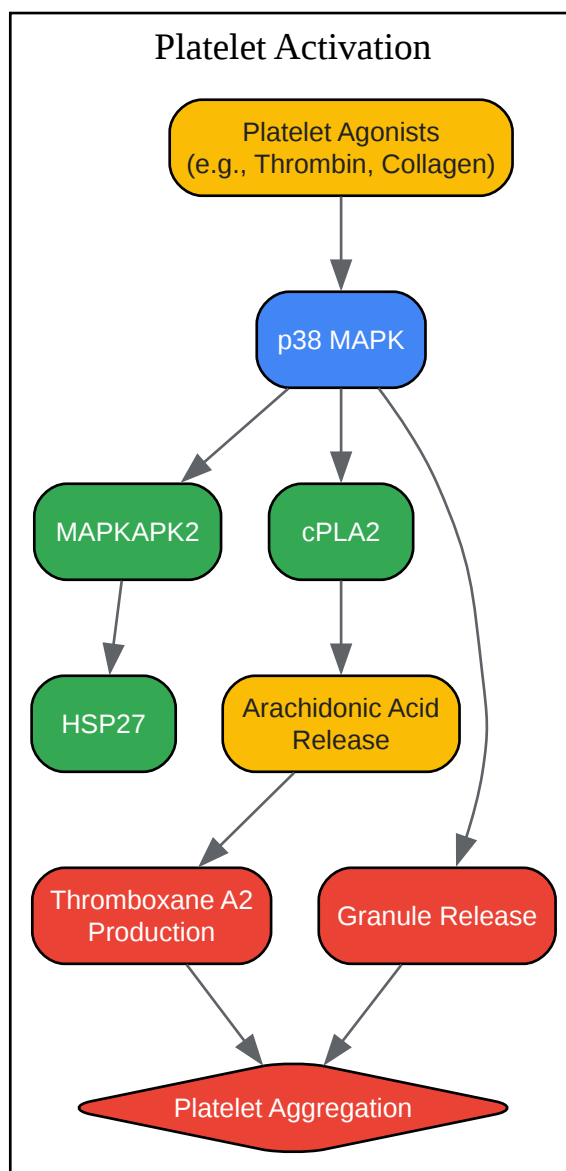 Platelet Activation
Platelet Agonists
(e.g., Thrombin, Collagen)
p38 MAPK
MAPKAPK2
cPLA2
HSP27
Arachidonic Acid
Release
Thromboxane A2
Production
Granule Release
Platelet Aggregation